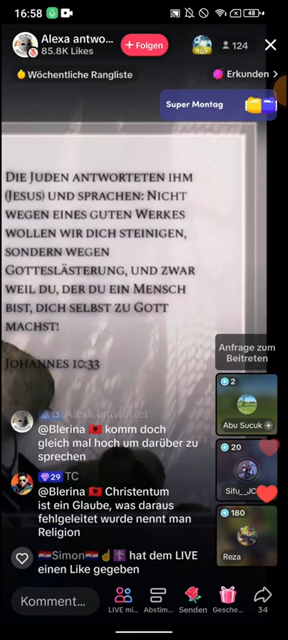 16:58
48
Alexa antwo...
85.8K Likes
+ Folgen
124
Wöchentliche Rangliste
Erkunden >
Super Montag
Die Juden antworteten ihm
(Jesus) und sprachen: Nicht
wegen eines guten Werkes
wollen wir dich steinigen,
sondern wegen
Gotteslästerung, und zwar
weil du, der du ein Mensch
bist, dich selbst zu Gott
machst!
Johannes 10:33
Anfrage zum
Beitreten
2
Abu Sucuk
13 Alexa antwortet
@Blerina 🇦🇱 komm doch
gleich mal hoch um darüber zu
sprechen
20
Sifu_JC
29 TC
@Blerina 🇦🇱 Christentum
ist ein Glaube, was daraus
fehlgeleitet wurde nennt man
Religion
180
Reza
🇭🇷Simon🇭🇷☝️✝️ hat dem LIVE
einen Like gegeben
Komment...
LIVE mi...
Abstim...
Senden
Gesche...
34